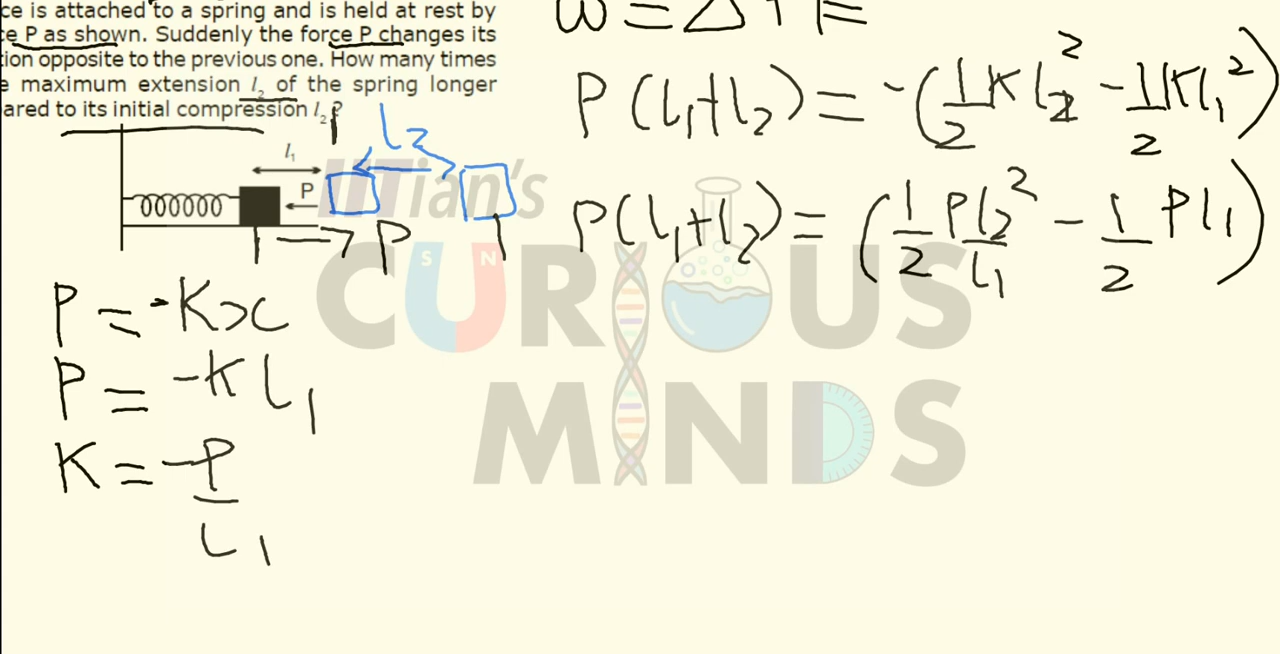 ce is attached to a spring and is held at rest by
ce P as shown. Suddenly the force P changes its
tion opposite to the previous one. How many times
e maximum extension l₂ of the spring longer
ared to its initial compression l₂?
l₁
P
l₂
→ P
P = -Kx
P = -K L₁
K = -P/L₁
P(L₁+L₂) = -(1/2 K l₂² - 1/2 K l₁²)
P(L₁+L₂) = (1/2 P l₂²/L₁ - 1/2 P l₁)
IITian's
S N
CURIOUS
MINDS